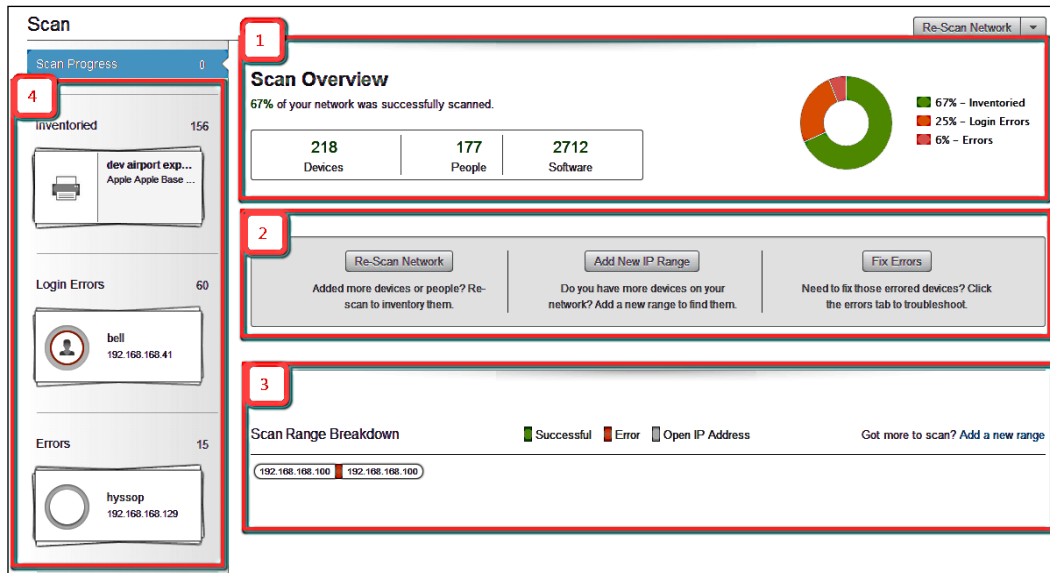 Scan
Re-Scan Network
Scan Progress 0
4
Inventoried 156
dev airport exp...
Apple Apple Base ...
Login Errors 60
bell
192.168.168.41
Errors 15
hyssop
192.168.168.129
1
Scan Overview
67% of your network was successfully scanned.
218 177 2712
Devices People Software
67% - Inventoried
25% - Login Errors
6% - Errors
2
Re-Scan Network
Added more devices or people? Re-
scan to inventory them.
Add New IP Range
Do you have more devices on your
network? Add a new range to find them.
Fix Errors
Need to fix those errored devices? Click
the errors tab to troubleshoot.
3
Scan Range Breakdown Successful Error Open IP Address Got more to scan? Add a new range
192.168.168.100 192.168.168.100